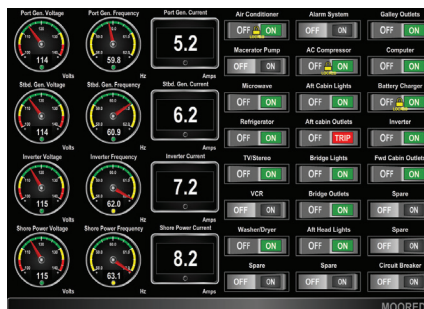 Port Gen. Voltage Port Gen. Frequency Port Gen. Current Air Conditioner Alarm System Galley Outlets
114 59.8 5.2 OFF ON OFF ON OFF ON
Volts Hz Amps Macerator Pump AC Compressor Computer
OFF ON OFF ON OFF ON
Stbd. Gen. Voltage Stbd. Gen. Frequency Stbd. Gen. Current Microwave Aft Cabin Lights Battery Charger
114 60.9 6.2 OFF ON OFF ON OFF ON
Volts Hz Amps Refrigerator Aft cabin Outlets Inverter
OFF ON OFF TRIP OFF ON
Inverter Voltage Inverter Frequency Inverter Current TV/Stereo Bridge Lights Fwd Cabin Outlets
115 62.0 7.2 OFF ON OFF ON OFF ON
Volts Hz Amps VCR Bridge Outlets Spare
OFF ON OFF ON OFF ON
Shore Power Voltage Shore Power Frequency Shore Power Current Washer/Dryer Aft Head Lights Spare
115 63.1 8.2 OFF ON OFF ON OFF ON
Volts Hz Amps Spare Spare Circuit Breaker
OFF ON OFF ON OFF ON
MOORED